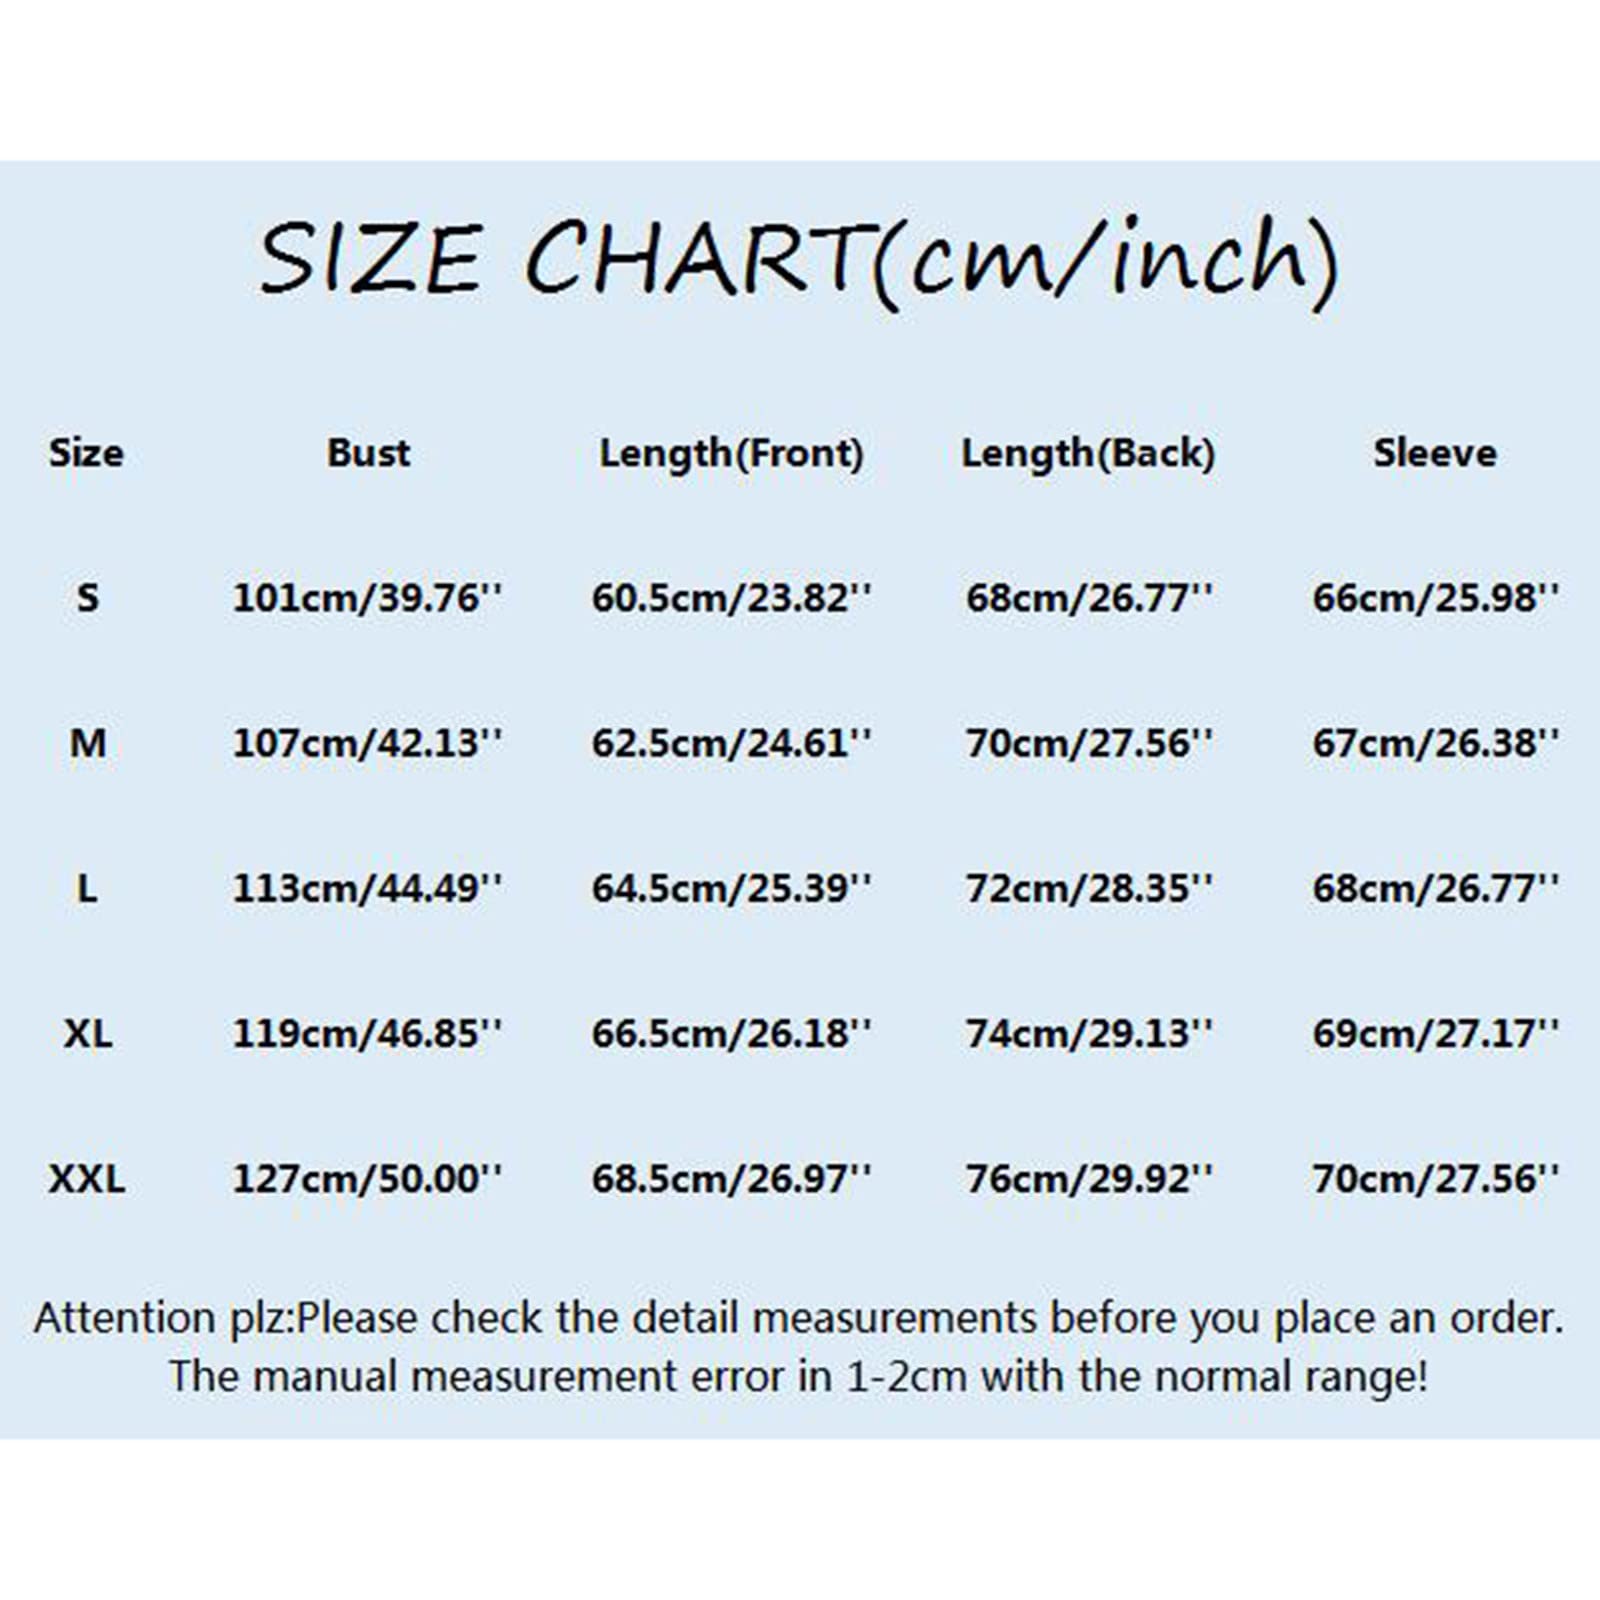 SIZE CHART(cm/inch)
Size Bust Length(Front) Length(Back) Sleeve
S 101cm/39.76'' 60.5cm/23.82'' 68cm/26.77'' 66cm/25.98''
M 107cm/42.13'' 62.5cm/24.61'' 70cm/27.56'' 67cm/26.38''
L 113cm/44.49'' 64.5cm/25.39'' 72cm/28.35'' 68cm/26.77''
XL 119cm/46.85'' 66.5cm/26.18'' 74cm/29.13'' 69cm/27.17''
XXL 127cm/50.00'' 68.5cm/26.97'' 76cm/29.92'' 70cm/27.56''
Attention plz:Please check the detail measurements before you place an order.
The manual measurement error in 1-2cm with the normal range!